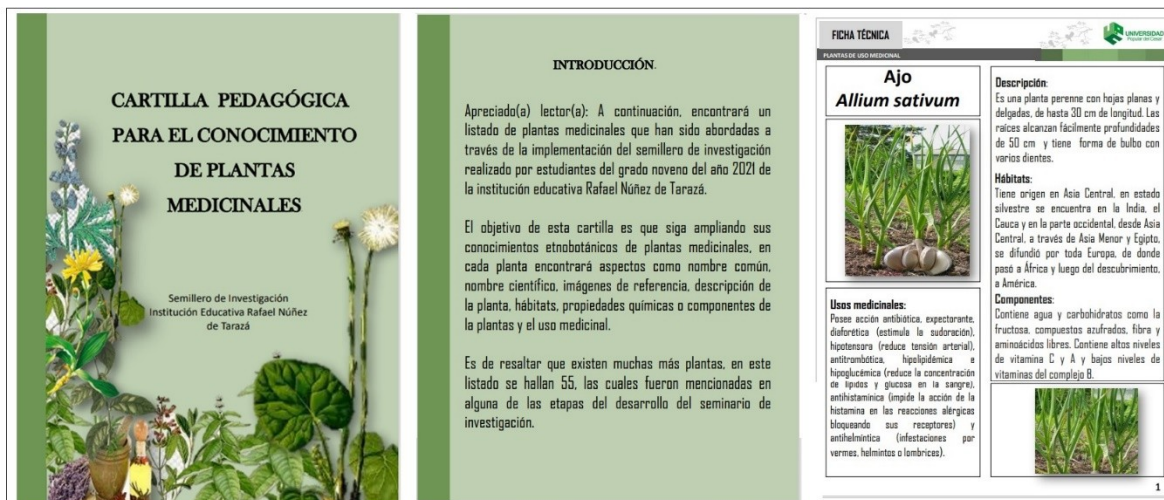 CARTILLA PEDAGÓGICA
PARA EL CONOCIMIENTO
DE PLANTAS
MEDICINALES
Semillero de Investigación
Institución Educativa Rafael Núñez
de Tarazá
INTRODUCCIÓN.
Apreciado(a) lector(a): A continuación, encontrará un
listado de plantas medicinales que han sido abordadas a
través de la implementación del semillero de investigación
realizado por estudiantes del grado noveno del año 2021 de
la institución educativa Rafael Núñez de Tarazá.
El objetivo de esta cartilla es que siga ampliando sus
conocimientos etnobotánicos de plantas medicinales, en
cada planta encontrará aspectos como nombre común,
nombre científico, imágenes de referencia, descripción de
la planta, hábitats, propiedades químicas o componentes de
la plantas y el uso medicinal.
Es de resaltar que existen muchas más plantas, en este
listado se hallan 55, las cuales fueron mencionadas en
alguna de las etapas del desarrollo del seminario de
investigación.
FICHA TÉCNICA
UNIVERSIDAD
Popular del Cesar
PLANTAS DE USO MEDICIONAL
Ajo
Allium sativum
Usos medicinales:
Posee acción antibiótica, expectorante,
diaforética (estimula la sudoración),
hipotensora (reduce tensión arterial),
antitrombótica, hipolipidémica e
hipoglucémica (reduce la concentración
de lípidos y glucosa en la sangre),
antihistamínica (impide la acción de la
histamina en las reacciones alérgicas
bloqueando sus receptores) y
antihelmíntica (infestaciones por
vermes, helmintos o lombrices).
Descripción:
Es una planta perenne con hojas planas y
delgadas, de hasta 30 cm de longitud. Las
raíces alcanzan fácilmente profundidades
de 50 cm y tiene forma de bulbo con
varios dientes.
Hábitats:
Tiene origen en Asia Central, en estado
silvestre se encuentra en la India, el
Cauca y en la parte occidental, desde Asia
Central, a través de Asia Menor y Egipto,
se difundió por toda Europa, de donde
pasó a África y luego del descubrimiento,
a América.
Componentes:
Contiene agua y carbohidratos como la
fructosa, compuestos azufrados, fibra y
aminoácidos libres. Contiene altos niveles
de vitamina C y A y bajos niveles de
vitaminas del complejo B.
1